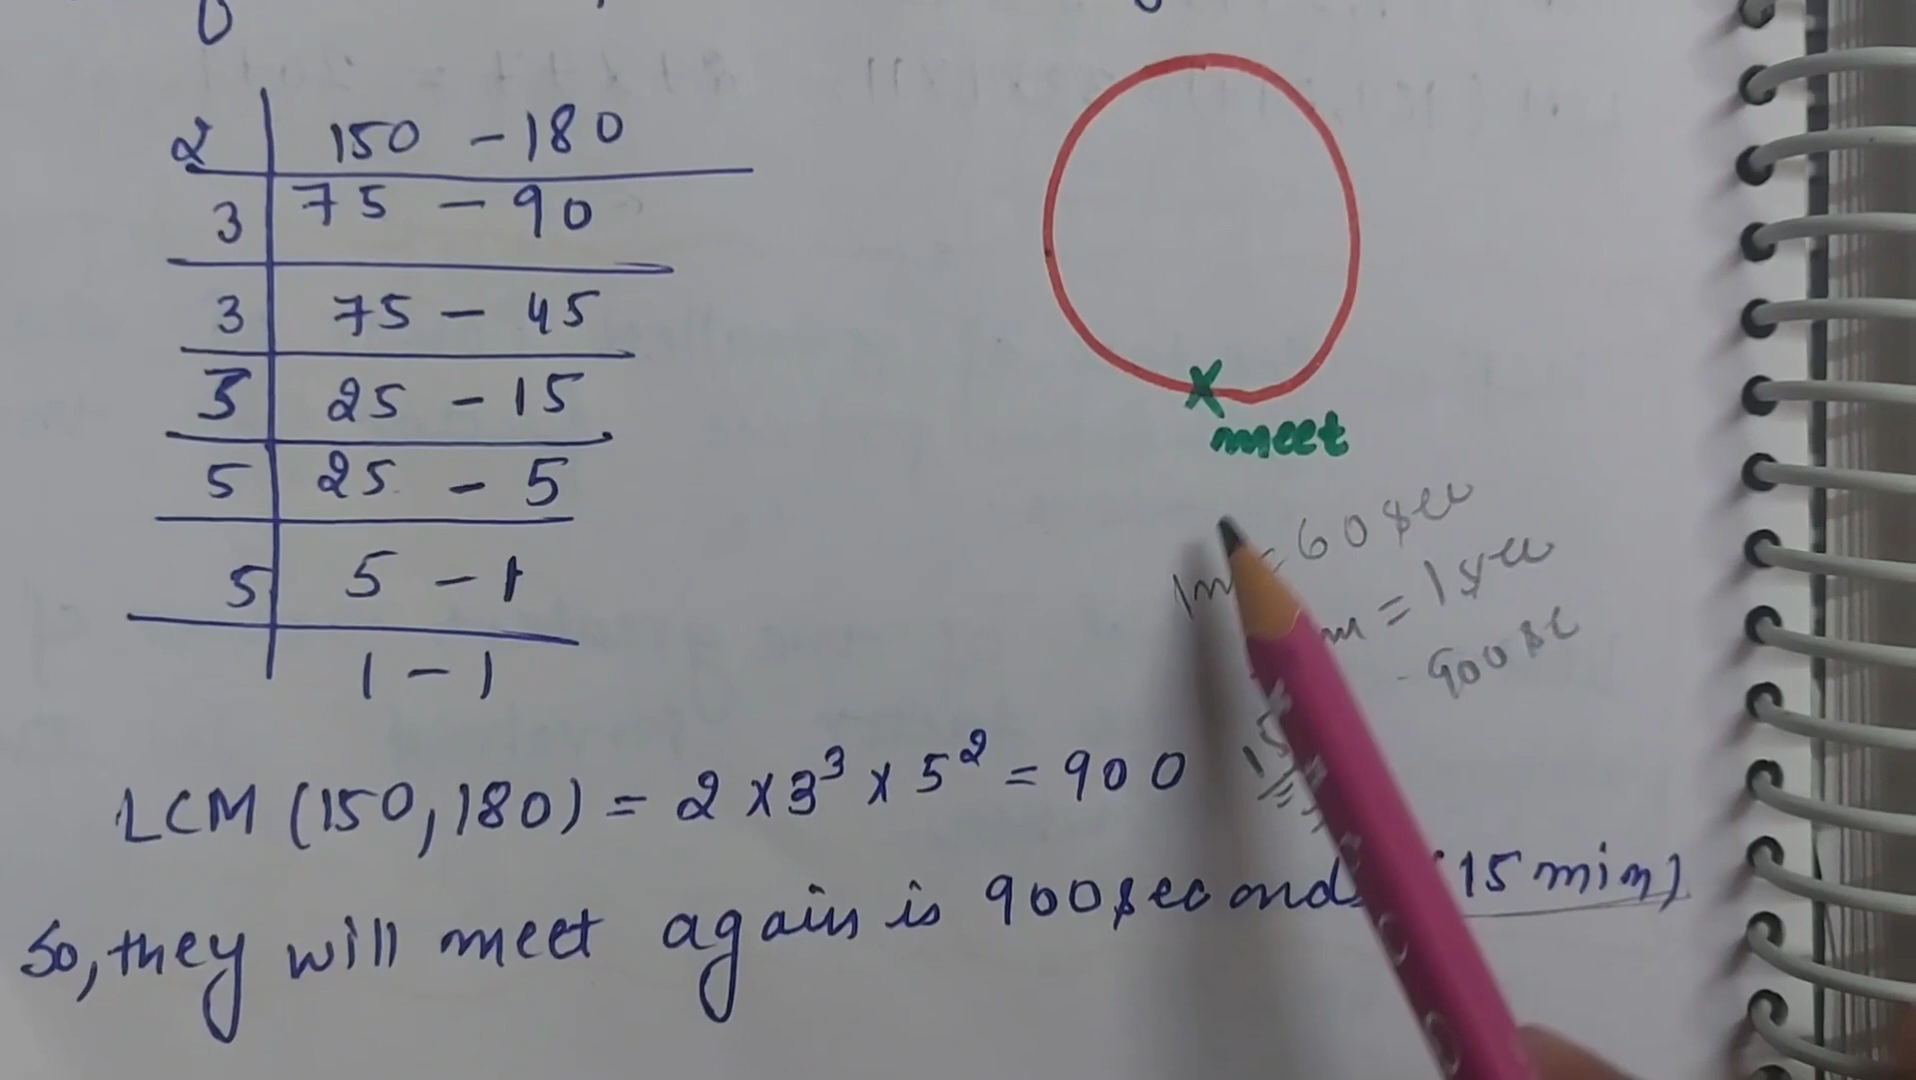 2 | 150 - 180
3 | 75 - 90
3 | 75 - 45
3 | 25 - 15
5 | 25 - 5
5 | 5 - 1
1 - 1
meet
= 60 sec
m = 1 sec
900 se
15
LCM (150, 180) = 2 x 3³ x 5² = 900
So, they will meet again is 900 seconds 15 min)